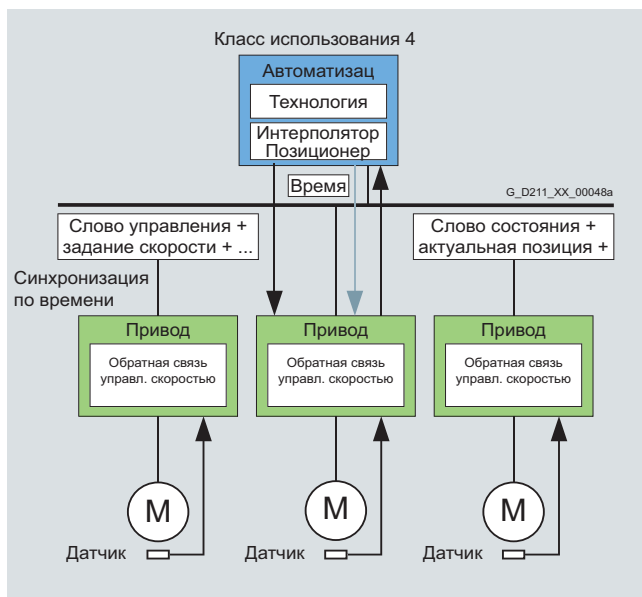 Класс использования 4
Автоматизац
Технология
Интерполятор
Позиционер
Время
G_D211_XX_00048a
Слово управления +
задание скорости + ...
Слово состояния +
актуальная позиция +
Синхронизация
по времени
Привод
Обратная связь
управл. скоростью
Привод
Обратная связь
управл. скоростью
Привод
Обратная связь
управл. скоростью
M
M
M
Датчик
Датчик
Датчик